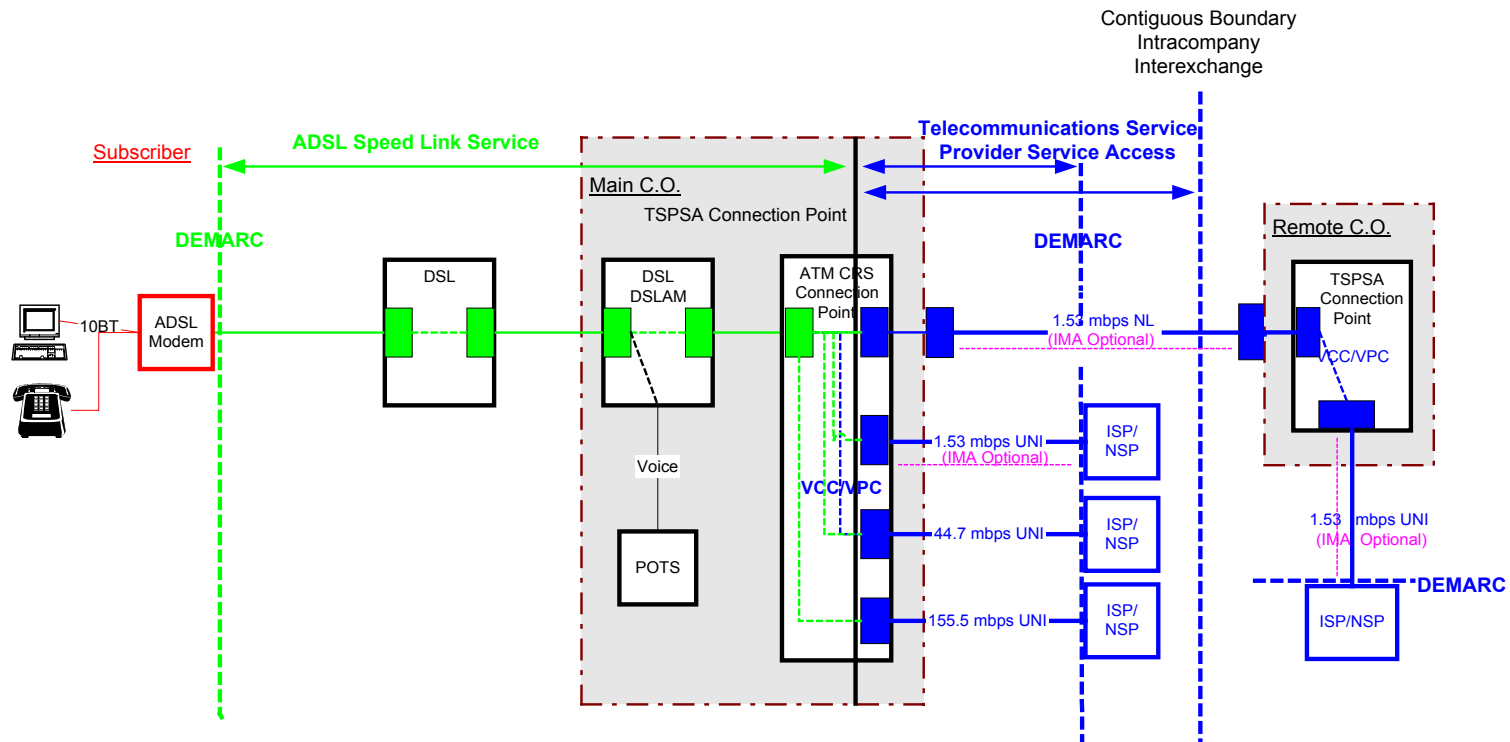 Contiguous Boundary
Intracompany
Interexchange
Subscriber
ADSL Speed Link Service
Telecommunications Service
Provider Service Access
Main C.O.
TSPSA Connection Point
DEMARC
DEMARC
Remote C.O.
DSL
DSL
DSLAM
ATM CRS
Connection
Point
TSPSA
Connection
Point
10BT
ADSL
Modem
1.53 mbps NL
(IMA Optional)
VCC/VPC
1.53 mbps UNI
(IMA Optional)
ISP/
NSP
Voice
VCC/VPC
44.7 mbps UNI
ISP/
NSP
1.53 mbps UNI
(IMA Optional)
POTS
DEMARC
155.5 mbps UNI
ISP/
NSP
ISP/NSP